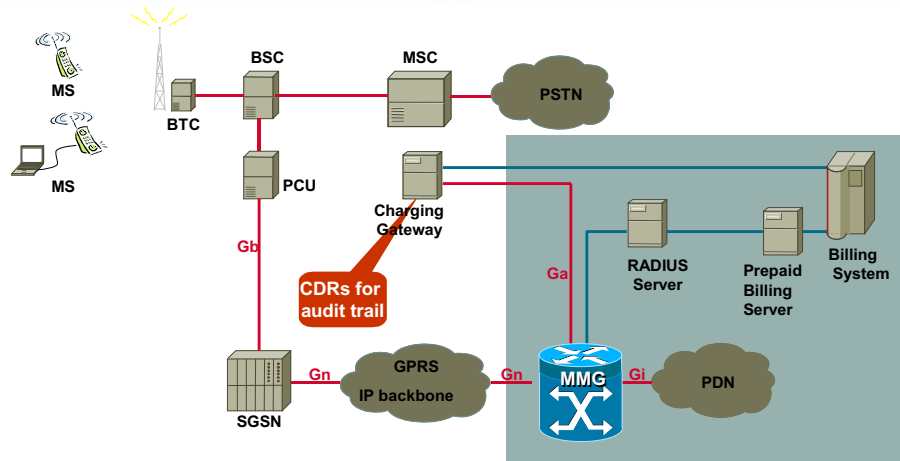 BSC
MSC
MS
PSTN
BTC
MS
PCU
Charging
Gateway
Gb
CDRs for
audit trail
Ga
RADIUS
Server
Prepaid
Billing
Server
Billing
System
GPRS
IP backbone
Gn
Gn
MMG
Gi
PDN
SGSN